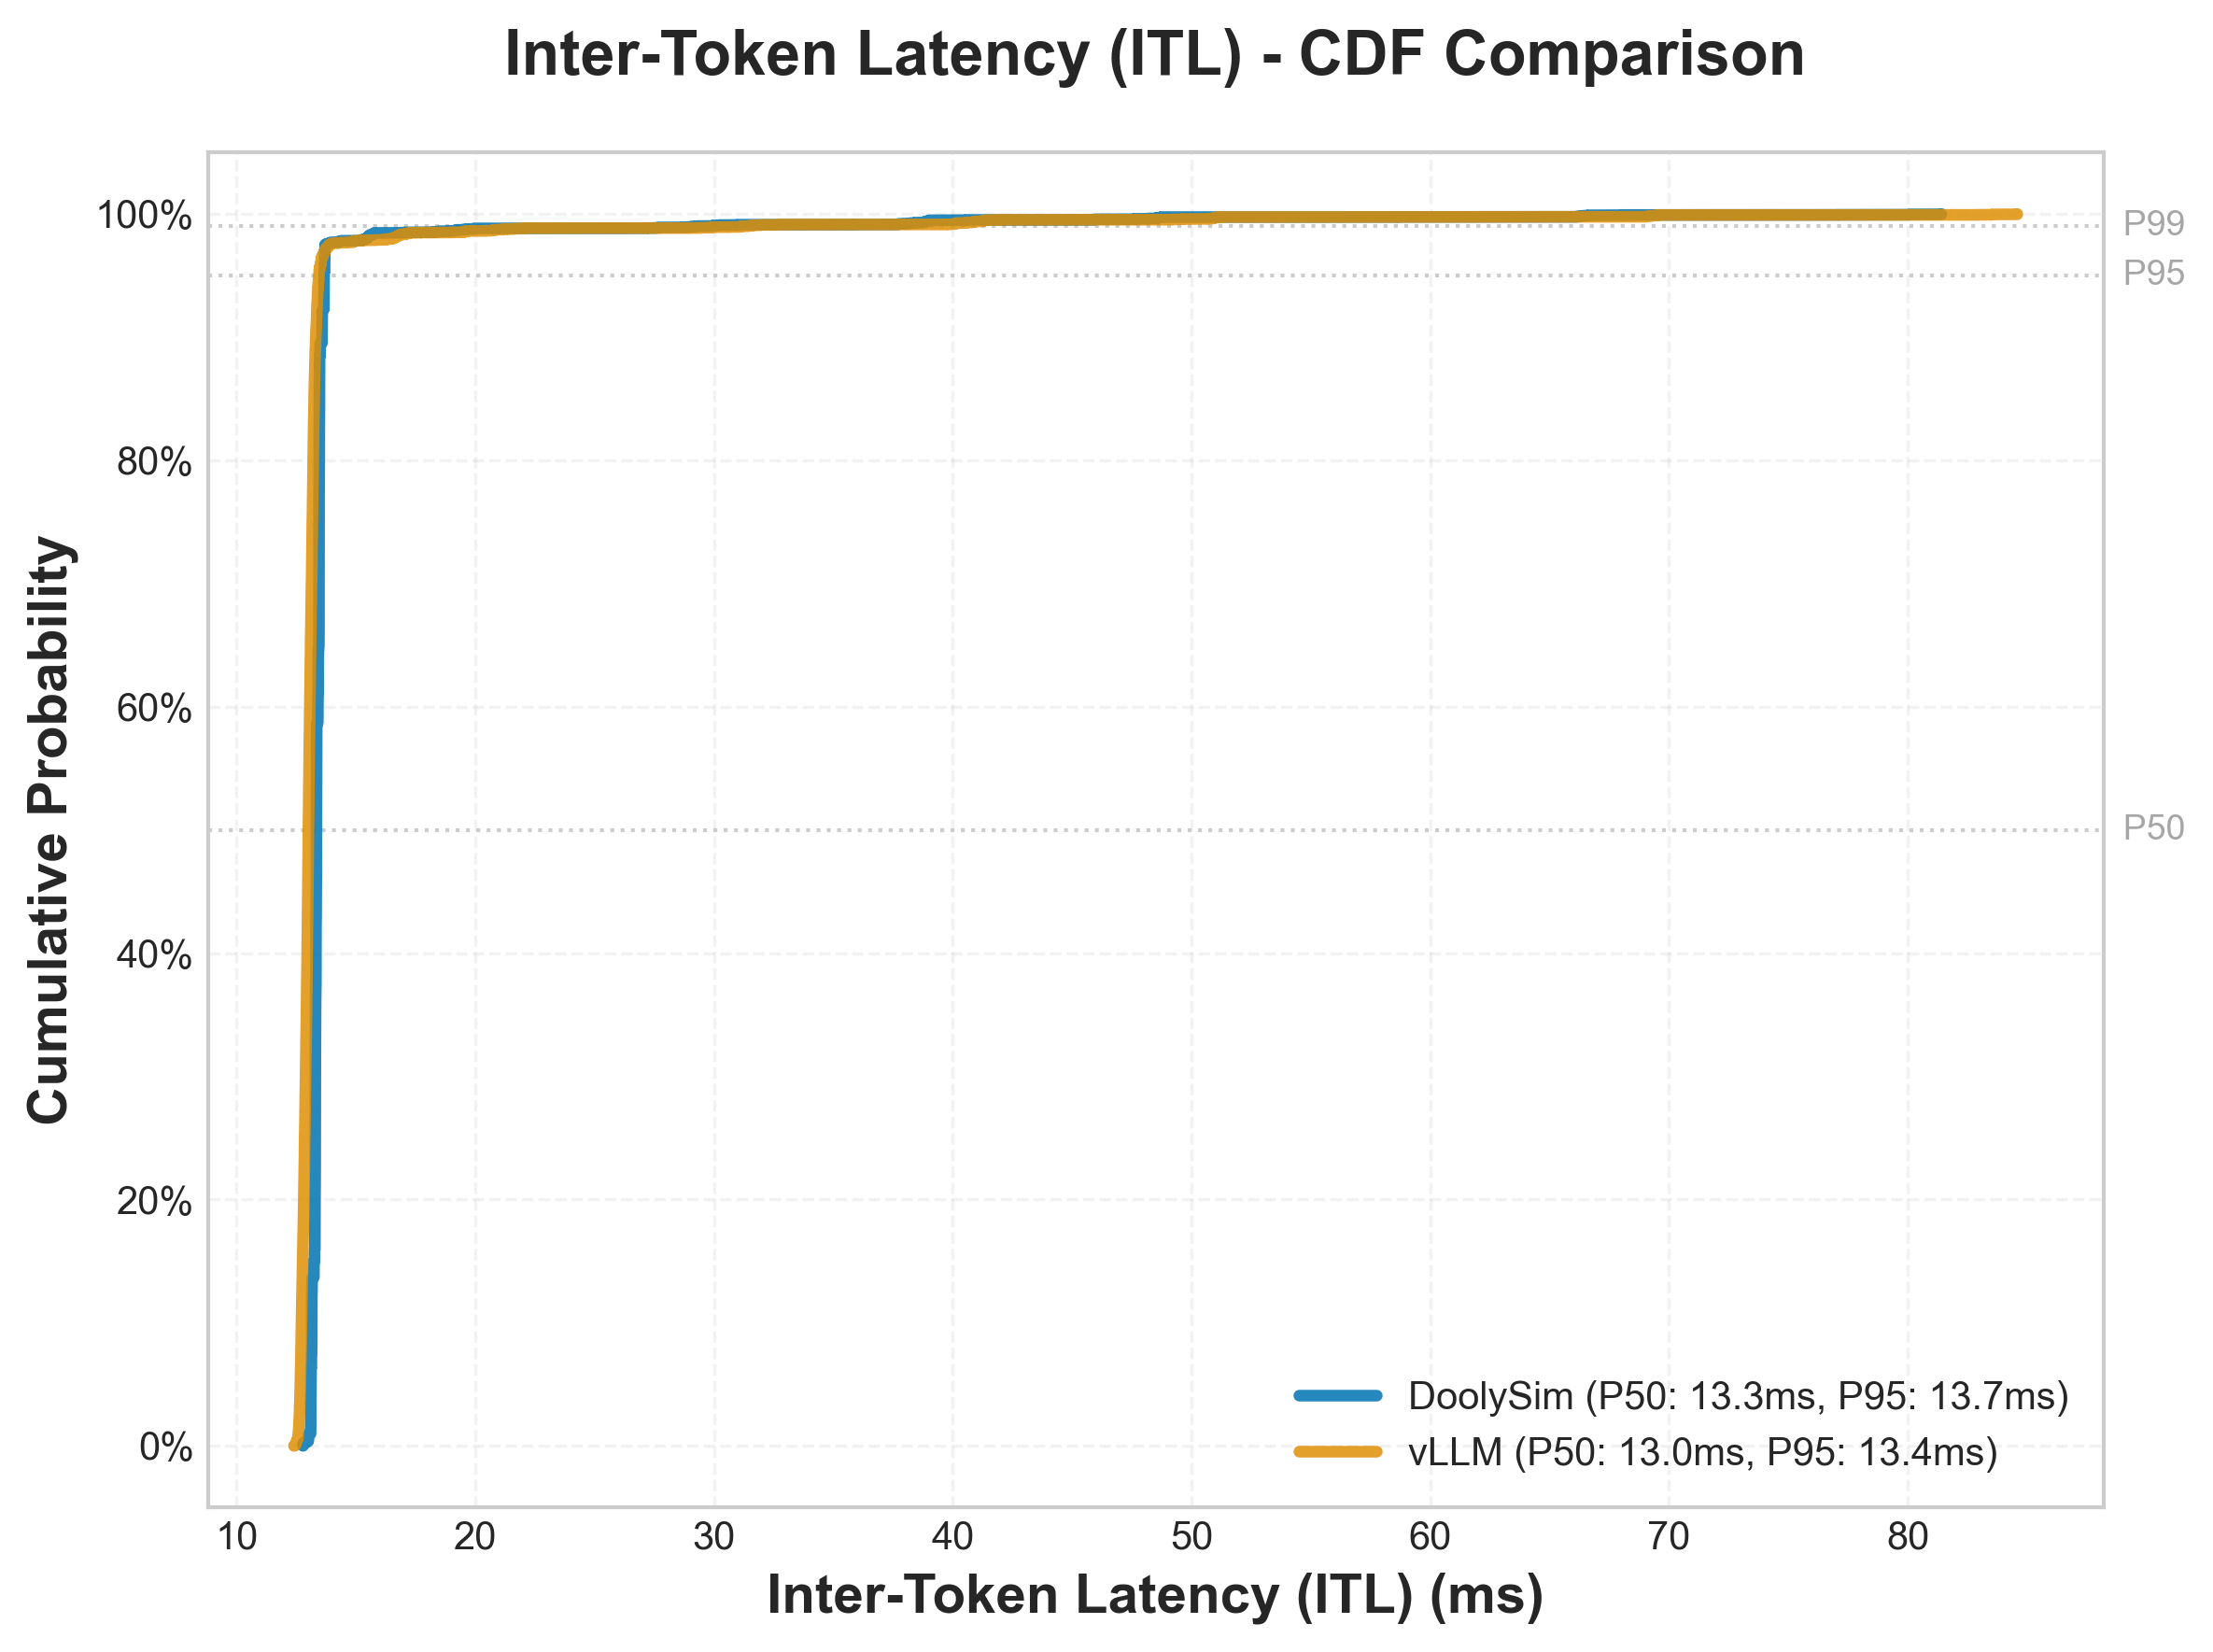 Inter-Token Latency (ITL) - CDF Comparison
100%
80%
60%
40%
20%
0%
Cumulative Probability
P99
P95
P50
DoolySim (P50: 13.3ms, P95: 13.7ms)
vLLM (P50: 13.0ms, P95: 13.4ms)
10 20 30 40 50 60 70 80
Inter-Token Latency (ITL) (ms)